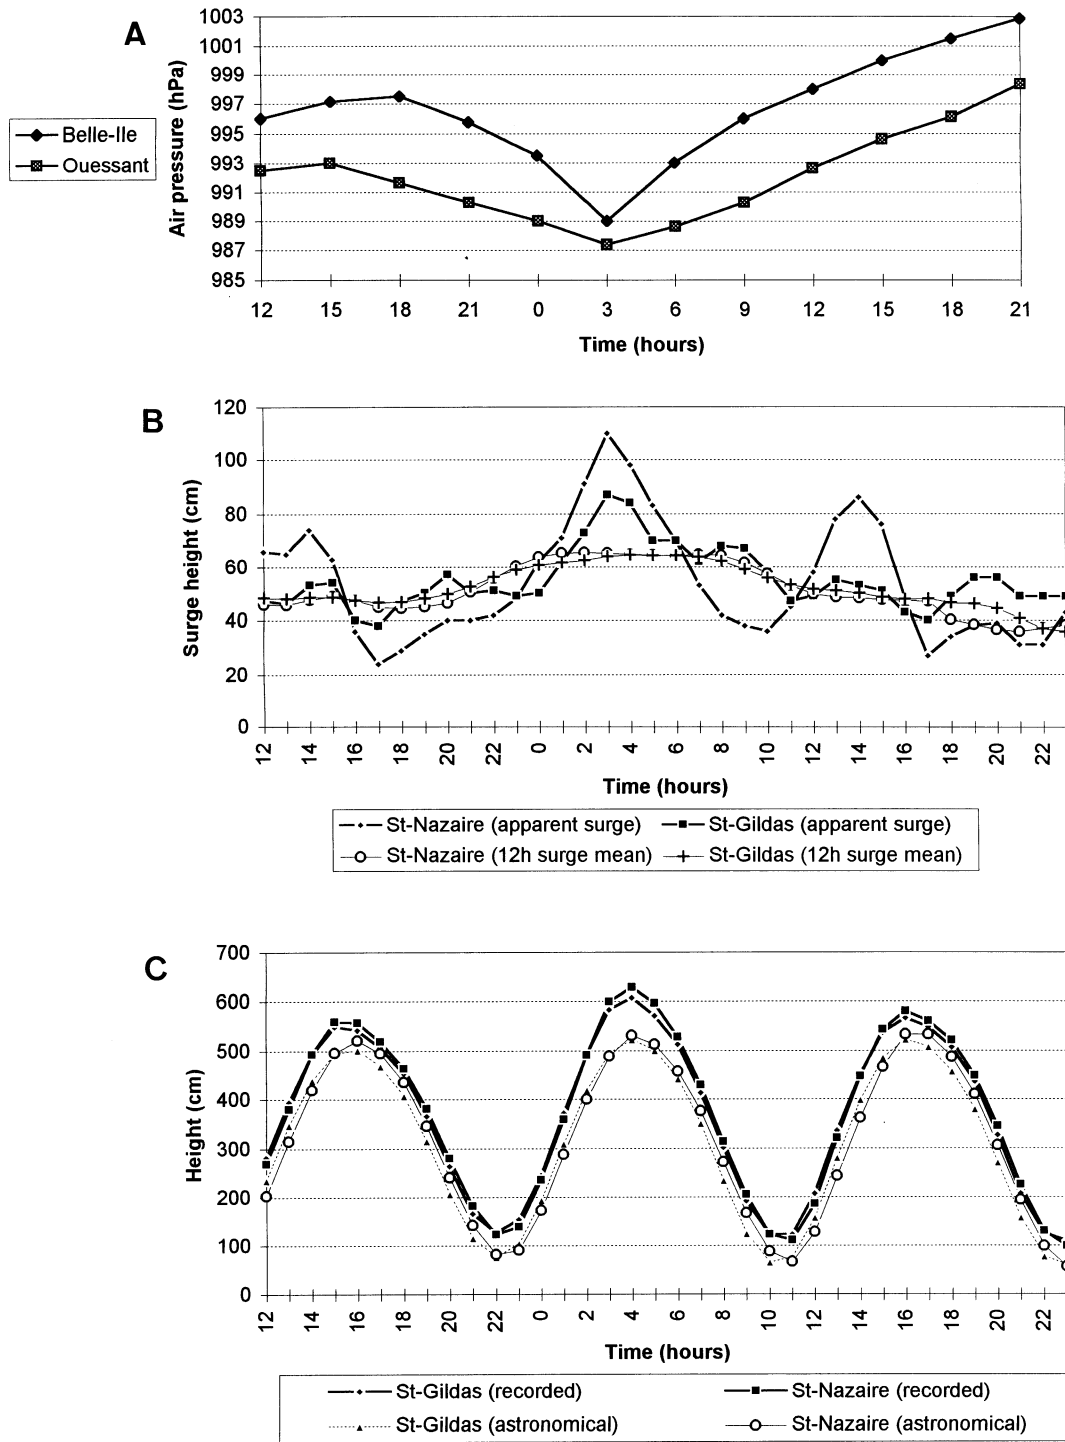 A
1003
1001
999
997
995
993
991
989
987
985
Air pressure (hPa)
Belle-Ile
Ouessant
12 15 18 21 0 3 6 9 12 15 18 21
Time (hours)
B
120
100
80
60
40
20
0
Surge height (cm)
12 14 16 18 20 22 0 2 4 6 8 10 12 14 16 18 20 22
Time (hours)
St-Nazaire (apparent surge) St-Gildas (apparent surge)
St-Nazaire (12h surge mean) St-Gildas (12h surge mean)
C
700
600
500
400
300
200
100
0
Height (cm)
12 14 16 18 20 22 0 2 4 6 8 10 12 14 16 18 20 22
Time (hours)
St-Gildas (recorded) St-Nazaire (recorded)
St-Gildas (astronomical) St-Nazaire (astronomical)